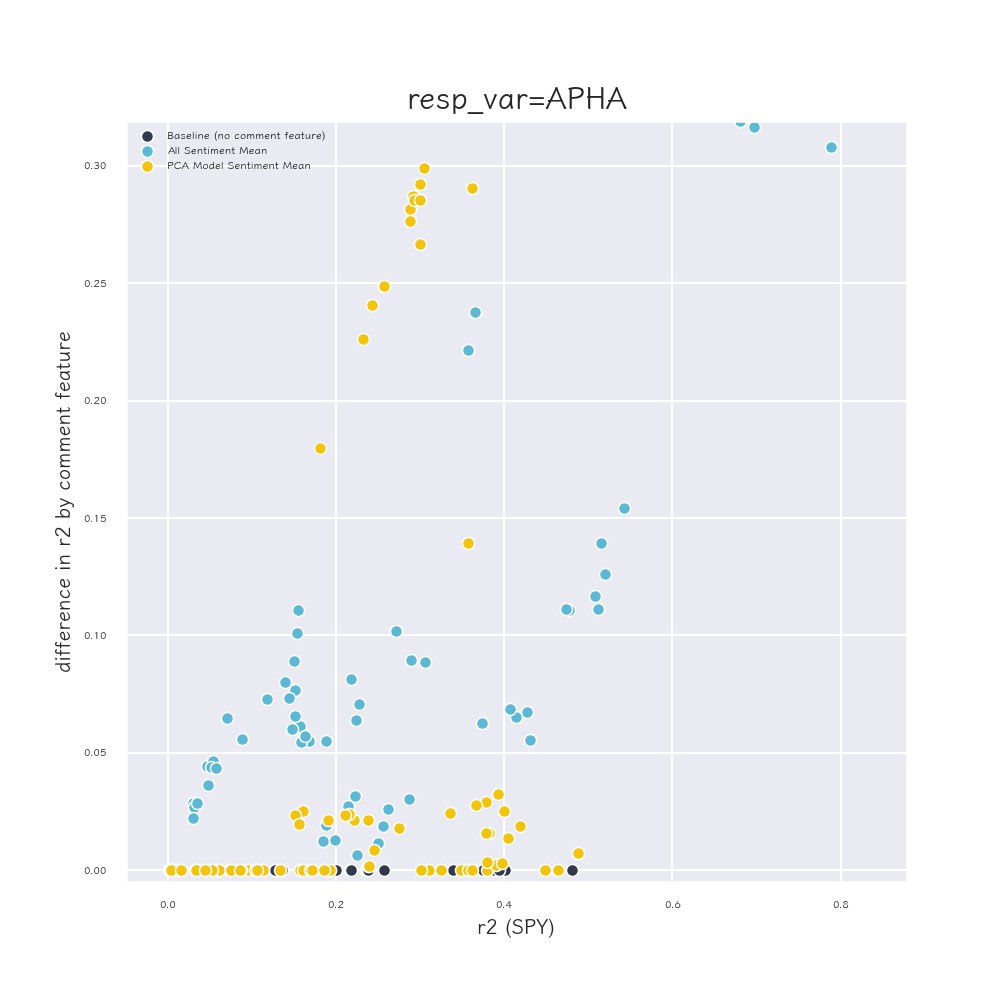 resp_var=APHA
Baseline (no comment feature)
All Sentiment Mean
PCA Model Sentiment Mean
difference in r2 by comment feature
0.30
0.25
0.20
0.15
0.10
0.05
0.00
0.0 0.2 0.4 0.6 0.8
r2 (SPY)